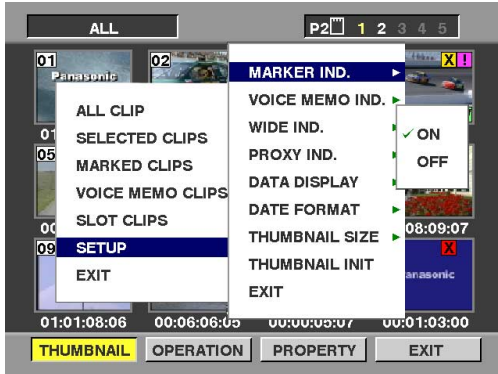 ALL
P2 1 2 3 4 5
01
Panasonic
02
X !
MARKER IND.
VOICE MEMO IND.
WIDE IND.
PROXY IND.
DATA DISPLAY
DATE FORMAT
THUMBNAIL SIZE
THUMBNAIL INIT
EXIT
ON
OFF
ALL CLIP
SELECTED CLIPS
MARKED CLIPS
VOICE MEMO CLIPS
SLOT CLIPS
SETUP
EXIT
01
05
00
08:09:07
09
X
anasonic
01:01:08:06 00:06:06:05 00:00:05:07 00:01:03:00
THUMBNAIL OPERATION PROPERTY EXIT